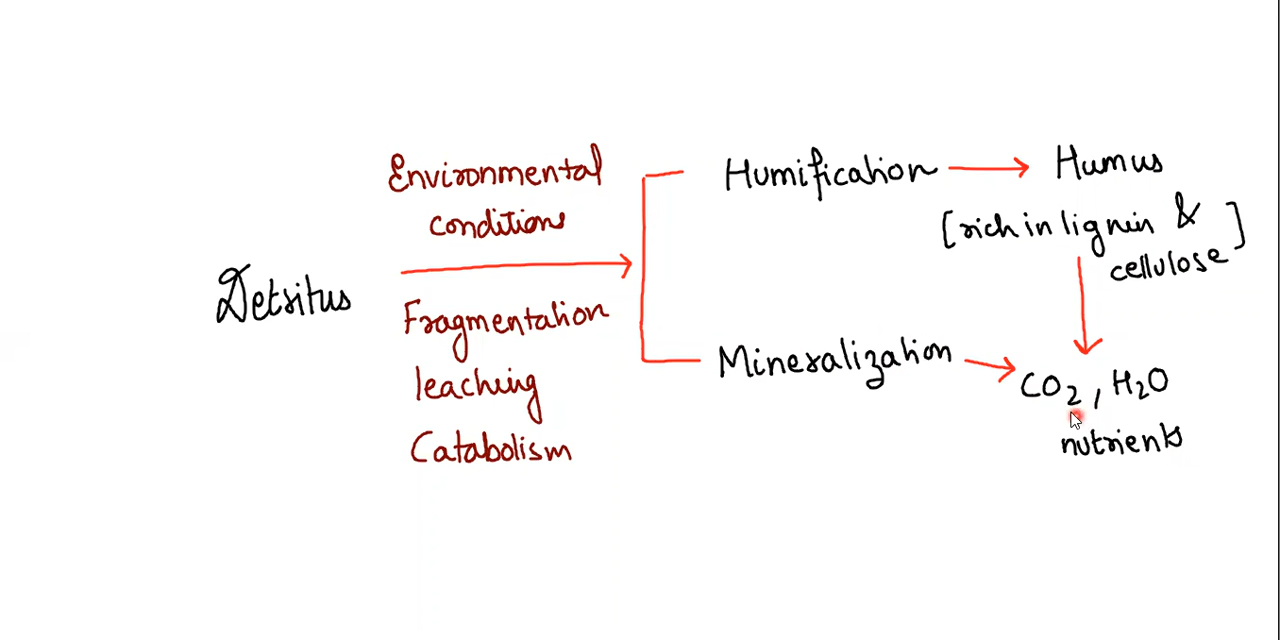 Environmental
conditions
Detritus
Fragmentation
leaching
Catabolism
Humification
Humus
[rich in lignin &
cellulose]
Mineralization
CO2, H2O
nutrients